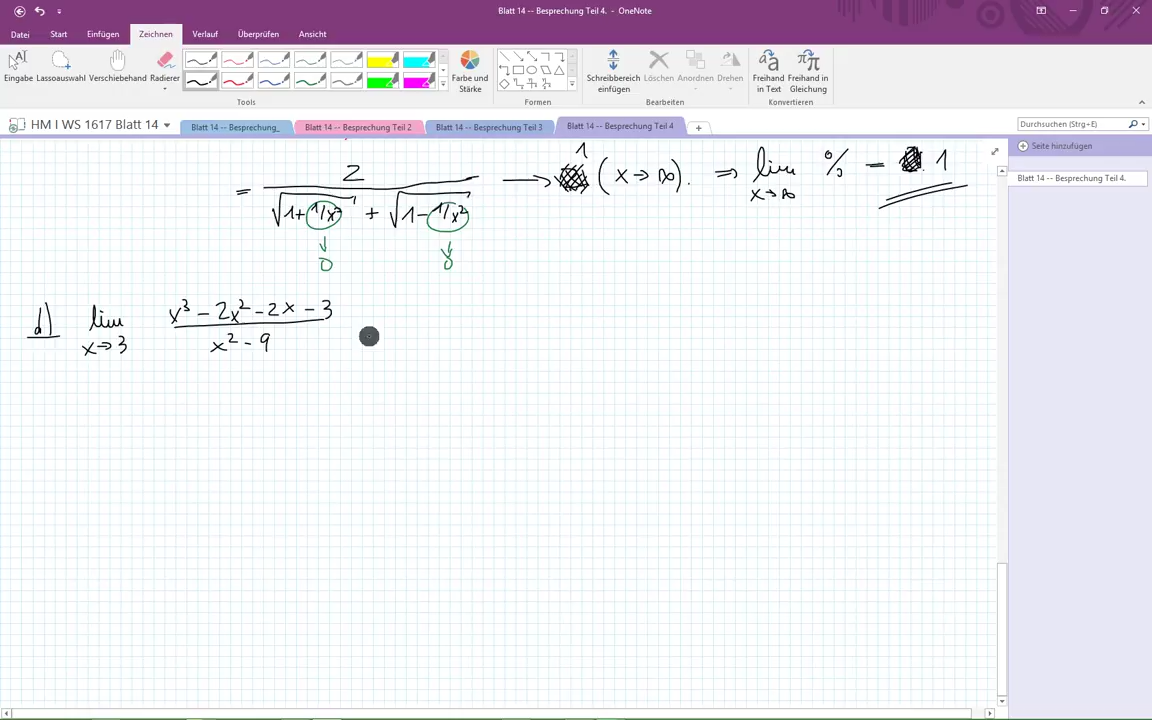 Blatt 14 -- Besprechung Teil 4. - OneNote
Datei Start Einfügen Zeichnen Verlauf Überprüfen Ansicht
Eingabe Lassoauswahl Verschiebehand Radierer
Farbe und Stärke
Schreibbereich einfügen
Löschen Anordnen Drehen
Freihand in Text
Freihand in Gleichung
Tools Formen Bearbeiten Konvertieren
HM I WS 1617 Blatt 14
Blatt 14 -- Besprechung_ Blatt 14 -- Besprechung Teil 2 Blatt 14 -- Besprechung Teil 3 Blatt 14 -- Besprechung Teil 4
Durchsuchen (Strg+E)
Seite hinzufügen
Blatt 14 -- Besprechung Teil 4.
= 2 / (√(1+1/x²) + √(1-1/x²)) → 1 (x→∞). ⇒ lim x→∞ % = 1
↓ ↓
0 0
d) lim x→3 (x³ - 2x² - 2x - 3) / (x² - 9)